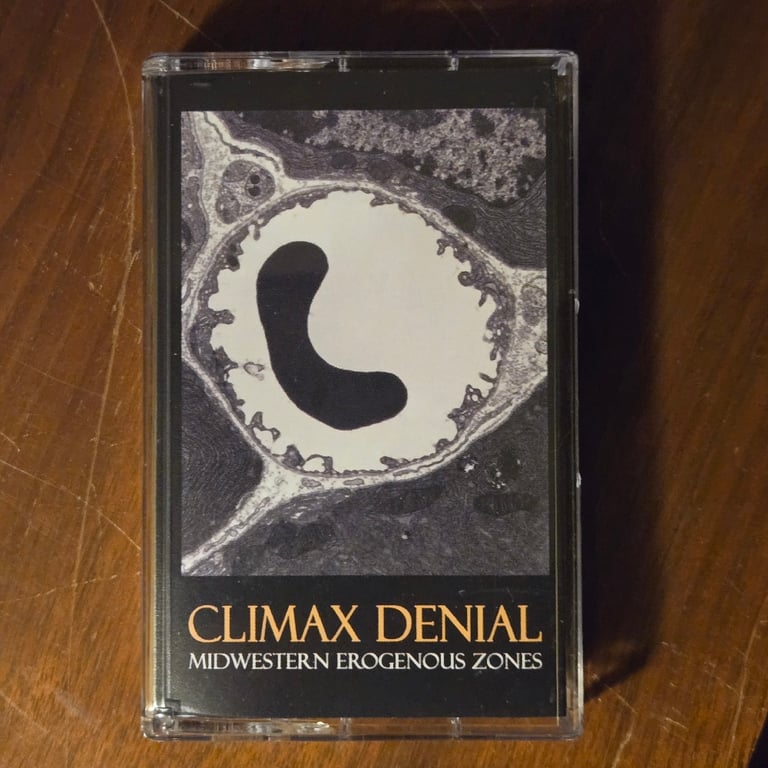 CLIMAX DENIAL
MIDWESTERN EROGENOUS ZONES